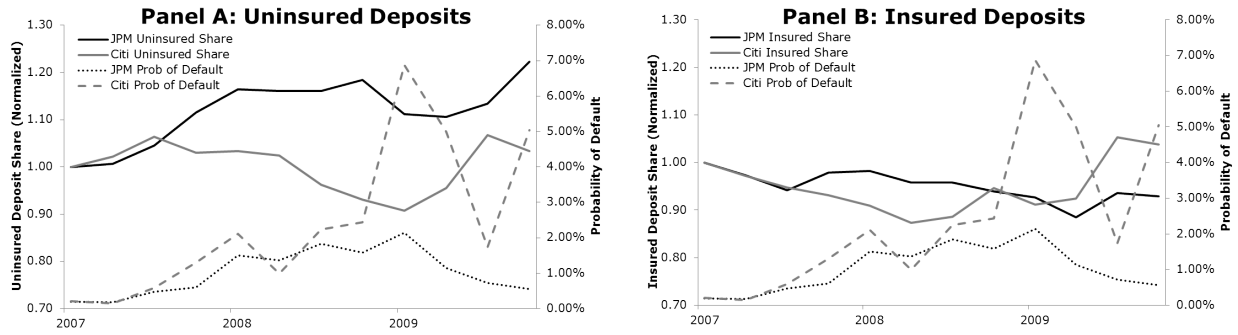 Panel A: Uninsured Deposits
Uninsured Deposit Share (Normalized)
1.30
1.20
1.10
1.00
0.90
0.80
0.70
JPM Uninsured Share
Citi Uninsured Share
JPM Prob of Default
Citi Prob of Default
8.00%
7.00%
6.00%
5.00%
4.00%
3.00%
2.00%
1.00%
0.00%
Probability of Default
2007
2008
2009
Panel B: Insured Deposits
Insured Deposit Share (Normalized)
1.30
1.20
1.10
1.00
0.90
0.80
0.70
JPM Insured Share
Citi Insured Share
JPM Prob of Default
Citi Prob of Default
8.00%
7.00%
6.00%
5.00%
4.00%
3.00%
2.00%
1.00%
0.00%
Probability of Default
2007
2008
2009